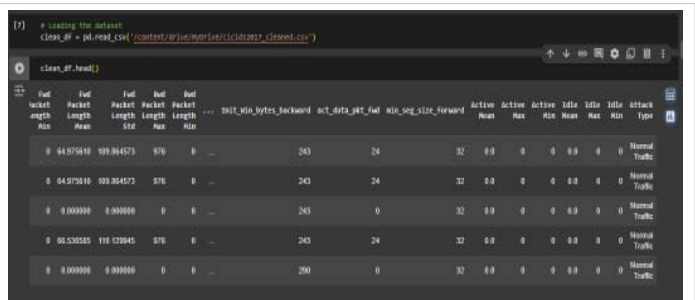 [7] # Loading the dataset
clean_df = pd.read_csv('/content/drive/MyDrive/cicids2017_cleaned.csv')
clean_df.head()
Fwd Fwd Fwd Bwd Bwd
Packet Packet Packet Packet Packet
Length Length Length Length Length ... Init_Win_bytes_backward act_data_pkt_fwd min_seg_size_forward Active Mean Active Max Active Min Idle Mean Idle Max Idle Min Attack Type
Min Mean Std Max Min
0 64.975610 109.864573 976 0 ... 243 24 32 0.0 0 0 0.0 0 0 Normal Traffic
0 64.975610 109.864573 976 0 ... 243 24 32 0.0 0 0 0.0 0 0 Normal Traffic
0 0.000000 0.000000 0 0 ... 243 0 32 0.0 0 0 0.0 0 0 Normal Traffic
0 66.536585 110.129945 976 0 ... 243 24 32 0.0 0 0 0.0 0 0 Normal Traffic
0 0.000000 0.000000 0 0 ... 290 0 32 0.0 0 0 0.0 0 0 Normal Traffic